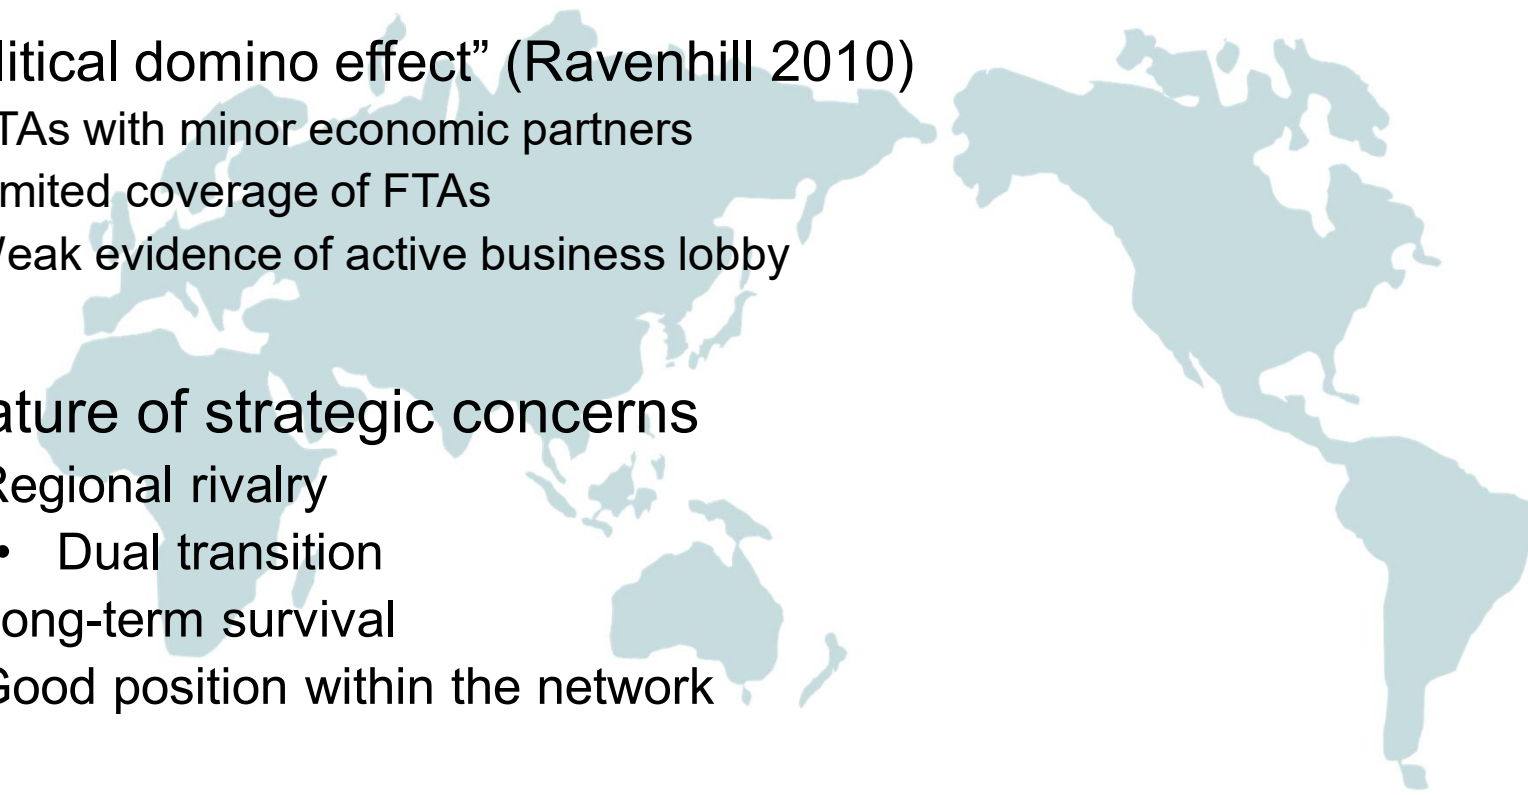 litical domino effect” (Ravenhill 2010)
TAs with minor economic partners
mited coverage of FTAs
eak evidence of active business lobby
ature of strategic concerns
Regional rivalry
• Dual transition
ong-term survival
Good position within the network